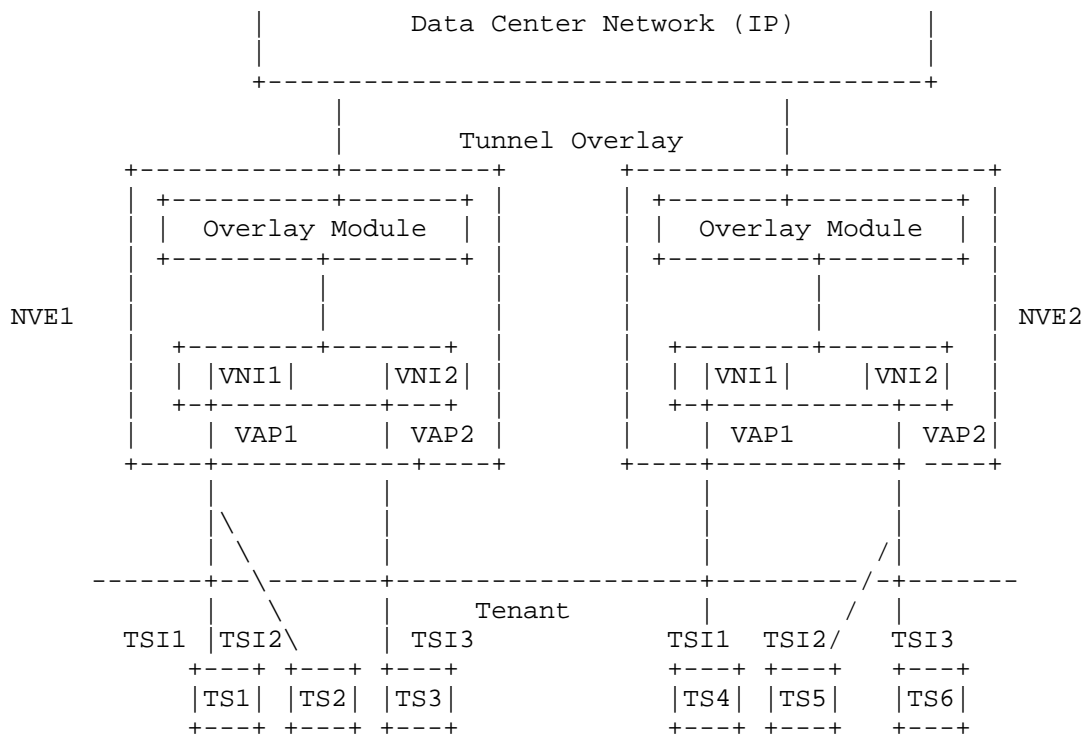 Data Center Network (IP)
Tunnel Overlay
Overlay Module Overlay Module
NVE1 NVE2
VNI1 VNI2 VNI1 VNI2
VAP1 VAP2 VAP1 VAP2
Tenant
TSI1 TSI2 TSI3 TSI1 TSI2 TSI3
TS1 TS2 TS3 TS4 TS5 TS6